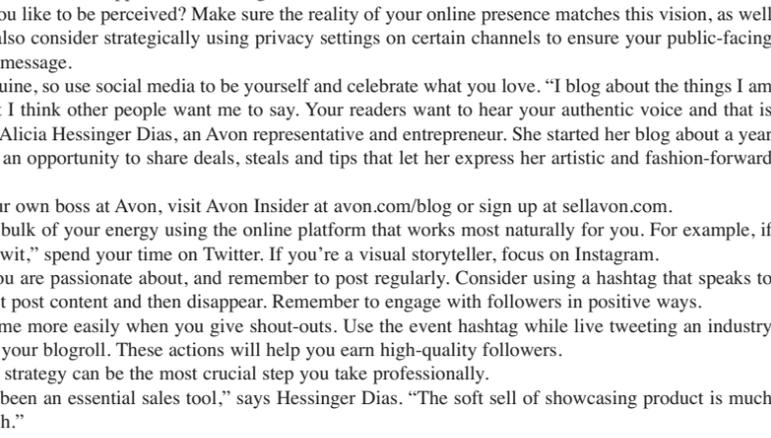 ou like to be perceived? Make sure the reality of your online presence matches this vision, as well
also consider strategically using privacy settings on certain channels to ensure your public-facing
message.
uine, so use social media to be yourself and celebrate what you love. “I blog about the things I am
I think other people want me to say. Your readers want to hear your authentic voice and that is
Alicia Hessinger Dias, an Avon representative and entrepreneur. She started her blog about a year
an opportunity to share deals, steals and tips that let her express her artistic and fashion-forward
ur own boss at Avon, visit Avon Insider at avon.com/blog or sign up at sellavon.com.
bulk of your energy using the online platform that works most naturally for you. For example, if
wit,” spend your time on Twitter. If you’re a visual storyteller, focus on Instagram.
ou are passionate about, and remember to post regularly. Consider using a hashtag that speaks to
t post content and then disappear. Remember to engage with followers in positive ways.
me more easily when you give shout-outs. Use the event hashtag while live tweeting an industry
your blogroll. These actions will help you earn high-quality followers.
strategy can be the most crucial step you take professionally.
been an essential sales tool,” says Hessinger Dias. “The soft sell of showcasing product is much
h.”